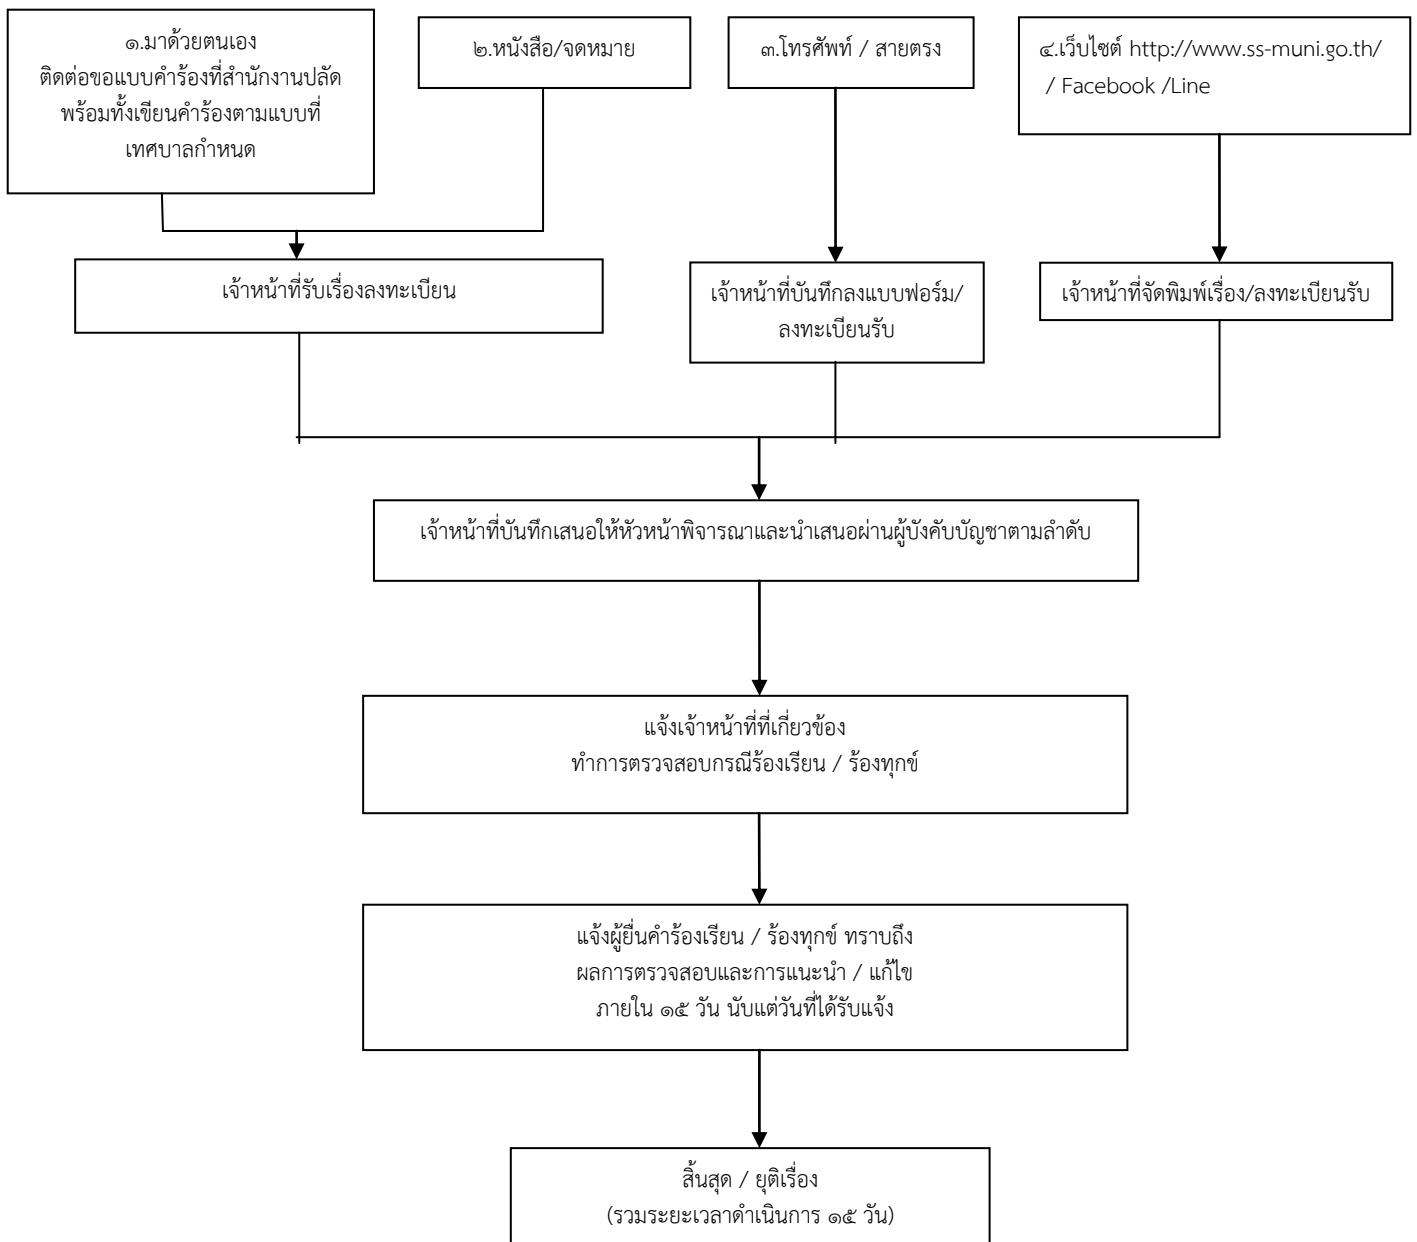 ๑.มาด้วยตนเอง
ติดต่อขอแบบคำร้องที่สำนักงานปลัด
พร้อมทั้งเขียนคำร้องตามแบบที่
เทศบาลกำหนด
๒.หนังสือ/จดหมาย
๓.โทรศัพท์ / สายตรง
๔.เว็บไซต์ http://www.ss-muni.go.th/
/ Facebook /Line
เจ้าหน้าที่รับเรื่องลงทะเบียน
เจ้าหน้าที่บันทึกลงแบบฟอร์ม/
ลงทะเบียนรับ
เจ้าหน้าที่จัดพิมพ์เรื่อง/ลงทะเบียนรับ
เจ้าหน้าที่บันทึกเสนอให้หัวหน้าพิจารณาและนำเสนอผ่านผู้บังคับบัญชาตามลำดับ
แจ้งเจ้าหน้าที่ที่เกี่ยวข้อง
ทำการตรวจสอบกรณีร้องเรียน / ร้องทุกข์
แจ้งผู้ยื่นคำร้องเรียน / ร้องทุกข์ ทราบถึง
ผลการตรวจสอบและการแนะนำ / แก้ไข
ภายใน ๑๕ วัน นับแต่วันที่ได้รับแจ้ง
สิ้นสุด / ยุติเรื่อง
(รวมระยะเวลาดำเนินการ ๑๕ วัน)